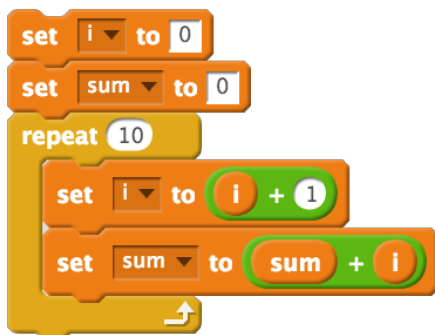 set i to 0
set sum to 0
repeat 10
set i to i + 1
set sum to sum + i